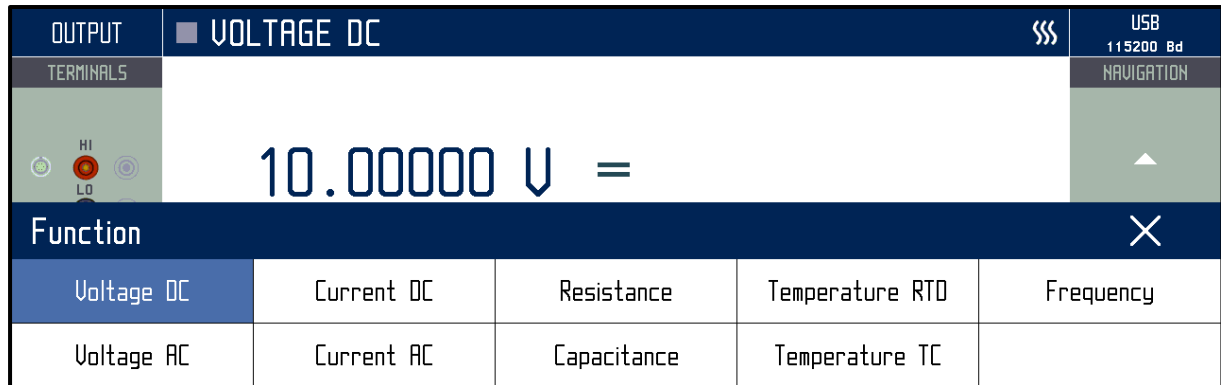 OUTPUT
VOLTAGE DC
USB
115200 Bd
TERMINALS
NAVIGATION
HI
LO
10.00000 V =
Function
Voltage DC Current DC Resistance Temperature RTD Frequency
Voltage AC Current AC Capacitance Temperature TC